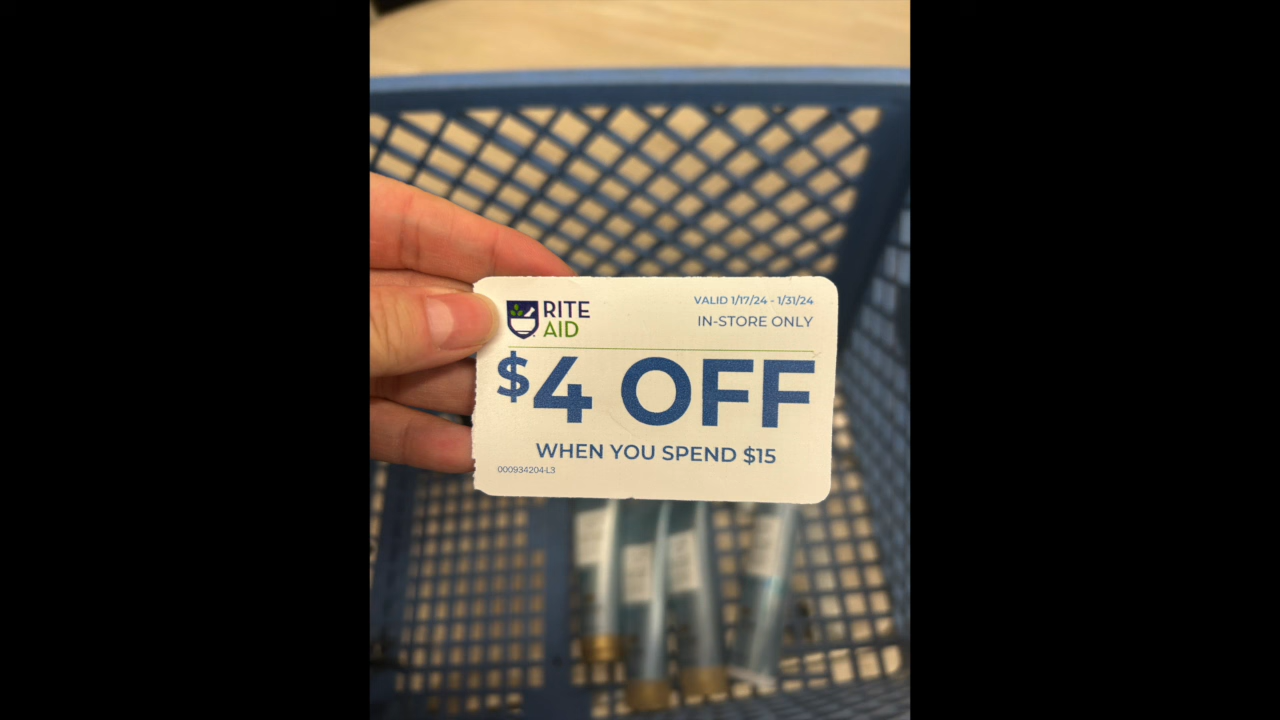 RITE
AID
VALID 1/17/24 - 1/31/24
IN-STORE ONLY
$4 OFF
WHEN YOU SPEND $15
000934204-L3